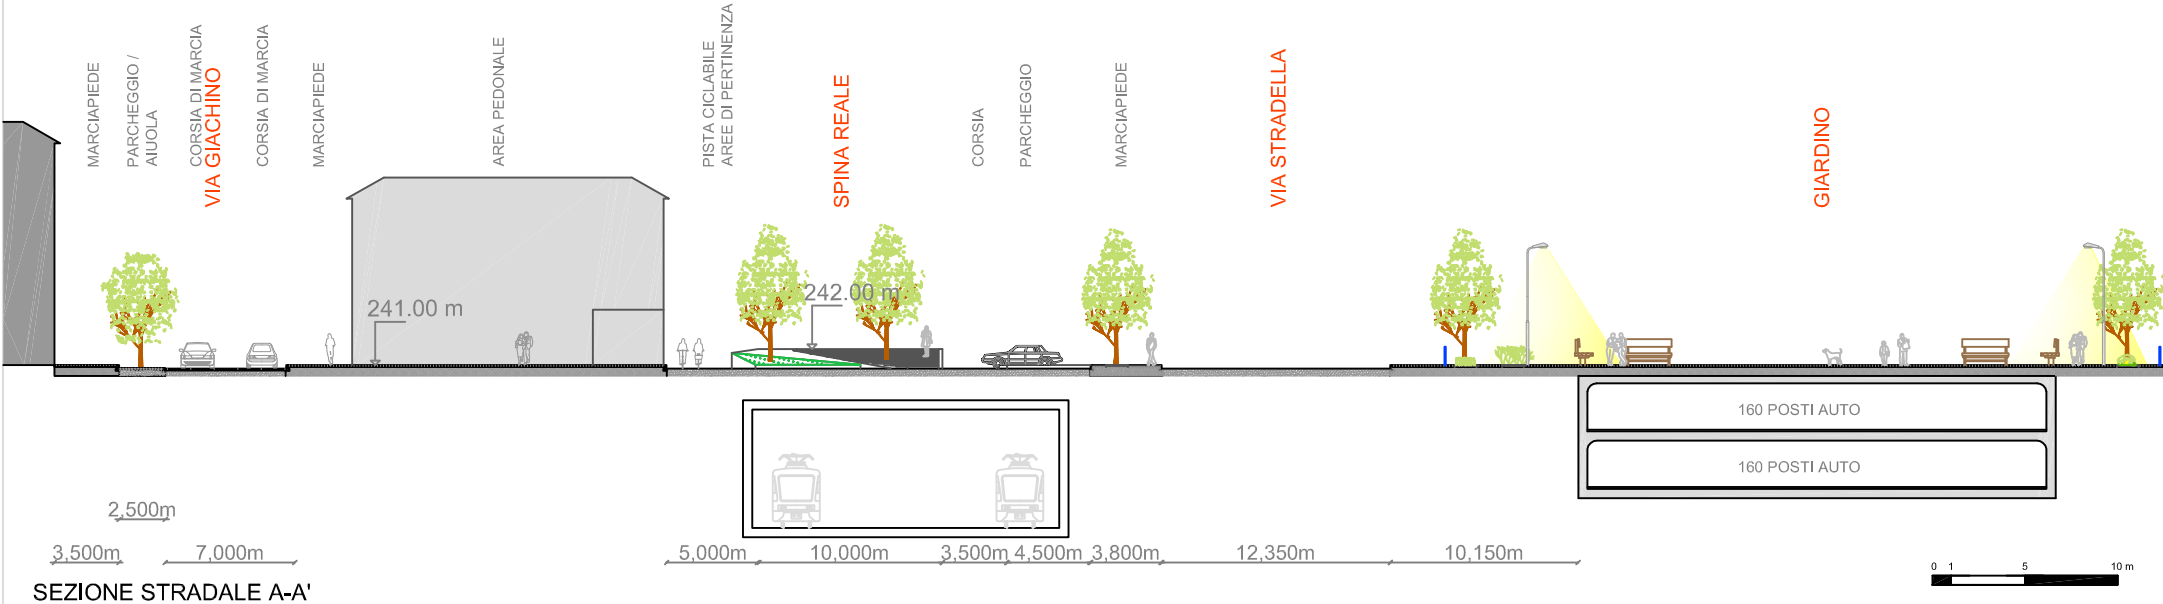 MARCIAPIEDE
PARCHEGGIO /
AIUOLA
CORSIA DI MARCIA
VIA GIACHINO
CORSIA DI MARCIA
MARCIAPIEDE
AREA PEDONALE
PISTA CICLABILE
AREE DI PERTINENZA
SPINA REALE
CORSIA
PARCHEGGIO
MARCIAPIEDE
VIA STRADELLA
GIARDINO
241.00 m
242.00 m
160 POSTI AUTO
160 POSTI AUTO
2,500m
3,500m
7,000m
5,000m
10,000m
3,500m
4,500m
3,800m
12,350m
10,150m
0 1 5 10 m
SEZIONE STRADALE A-A'